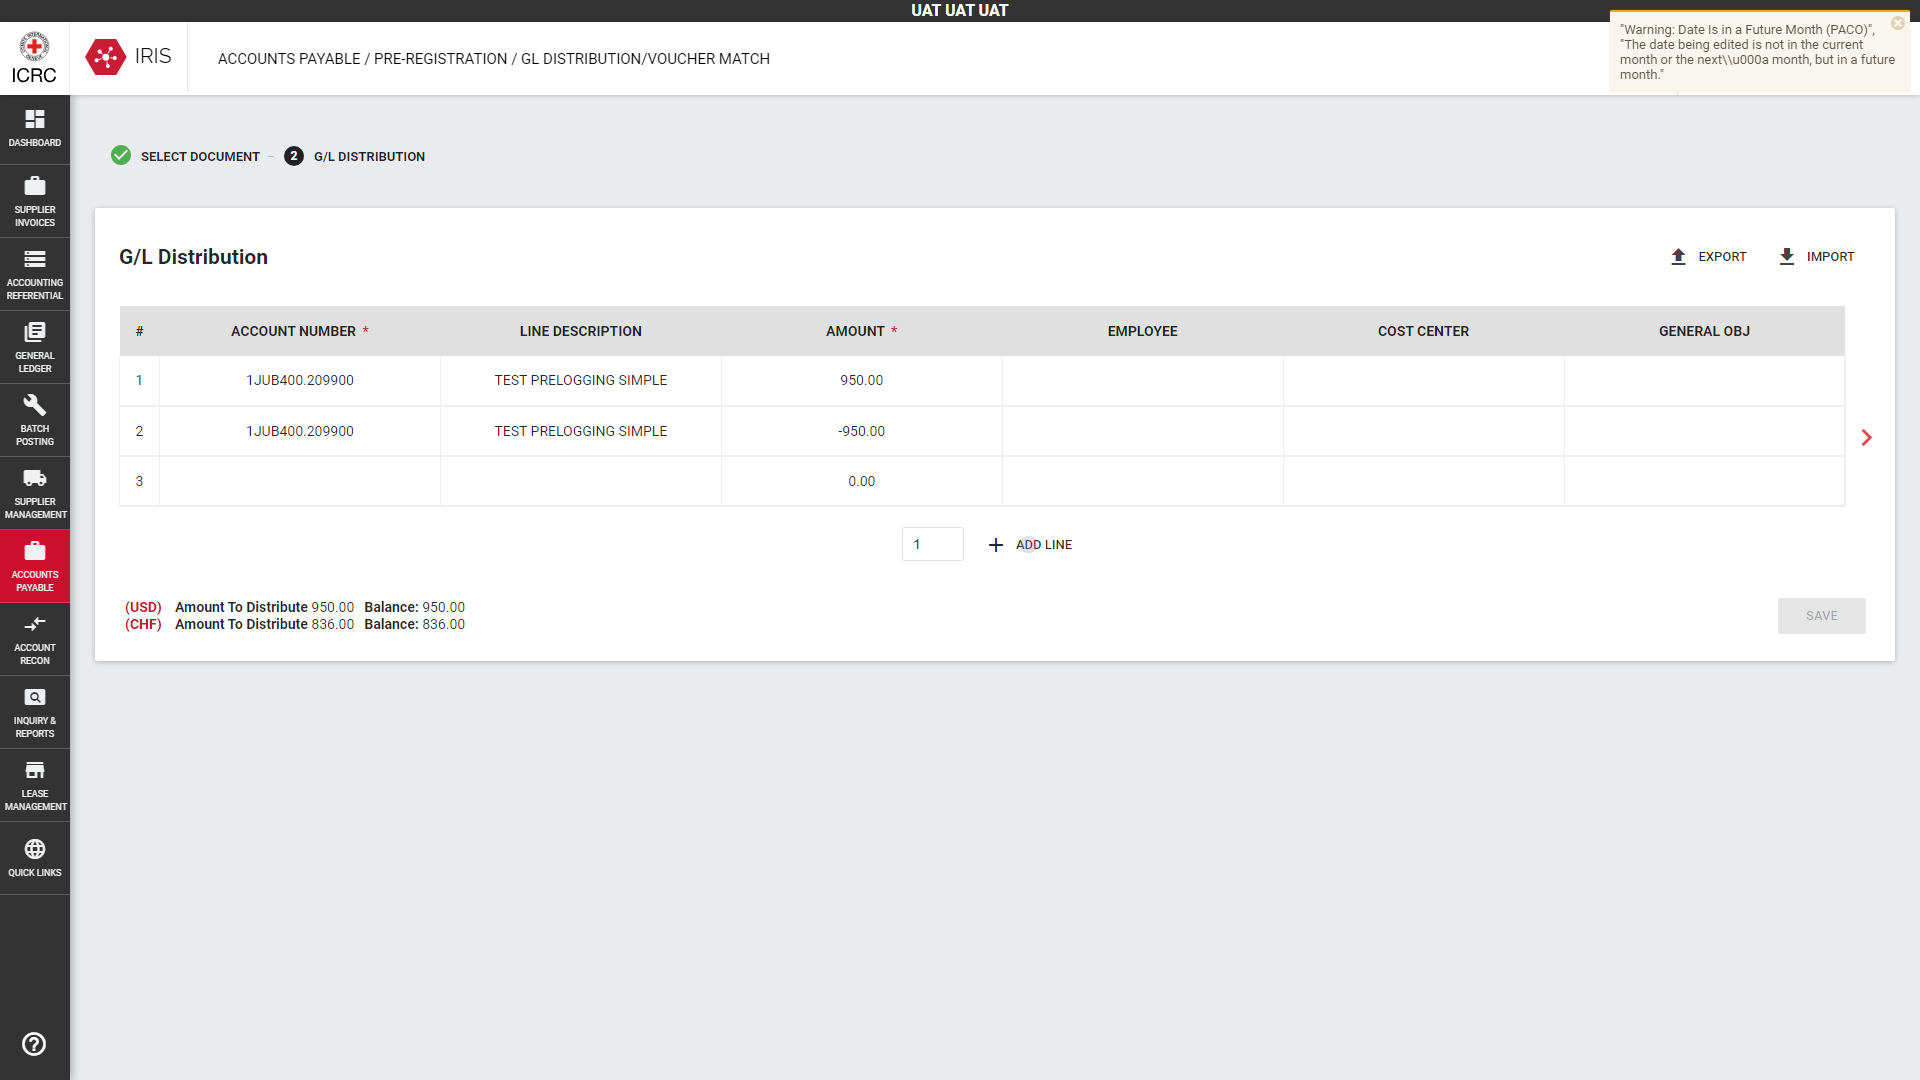 UAT UAT UAT
ICRC
IRIS
ACCOUNTS PAYABLE / PRE-REGISTRATION / GL DISTRIBUTION/VOUCHER MATCH
"Warning: Date Is in a Future Month (PACO)",
"The date being edited is not in the current
month or the next\\u000a month, but in a future
month."
DASHBOARD
SUPPLIER
INVOICES
ACCOUNTING
REFERENTIAL
GENERAL
LEDGER
BATCH
POSTING
SUPPLIER
MANAGEMENT
ACCOUNTS
PAYABLE
ACCOUNT
RECON
INQUIRY &
REPORTS
LEASE
MANAGEMENT
QUICK LINKS
SELECT DOCUMENT – 2 G/L DISTRIBUTION
G/L Distribution
EXPORT
IMPORT
# ACCOUNT NUMBER * LINE DESCRIPTION AMOUNT * EMPLOYEE COST CENTER GENERAL OBJ
1 1JUB400.209900 TEST PRELOGGING SIMPLE 950.00
2 1JUB400.209900 TEST PRELOGGING SIMPLE -950.00
3 0.00
1 ADD LINE
(USD) Amount To Distribute 950.00 Balance: 950.00
(CHF) Amount To Distribute 836.00 Balance: 836.00
SAVE